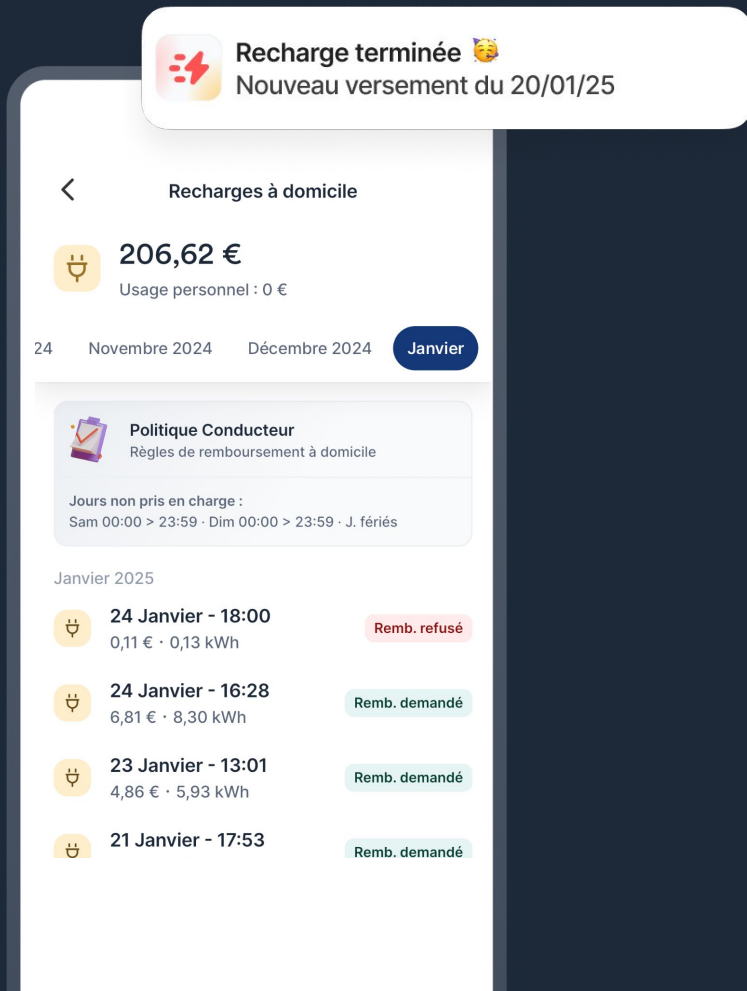 Recharge terminée 🥳
Nouveau versement du 20/01/25
Recharges à domicile
206,62 €
Usage personnel : 0 €
24 Novembre 2024 Décembre 2024 Janvier
Politique Conducteur
Règles de remboursement à domicile
Jours non pris en charge :
Sam 00:00 > 23:59 · Dim 00:00 > 23:59 · J. fériés
Janvier 2025
24 Janvier - 18:00
0,11 € · 0,13 kWh
Remb. refusé
24 Janvier - 16:28
6,81 € · 8,30 kWh
Remb. demandé
23 Janvier - 13:01
4,86 € · 5,93 kWh
Remb. demandé
21 Janvier - 17:53
Remb. demandé